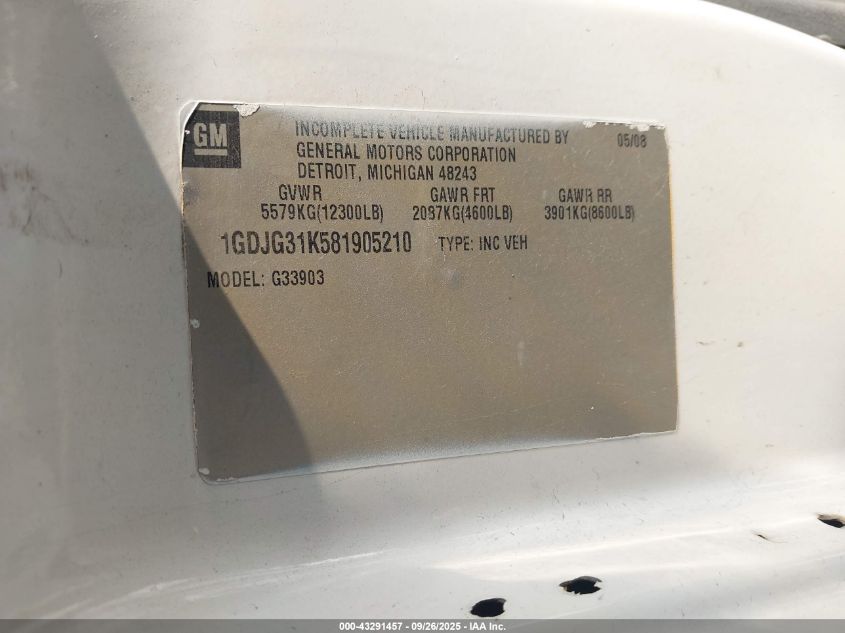 GM
INCOMPLETE VEHICLE MANUFACTURED BY 05/08
GENERAL MOTORS CORPORATION
DETROIT, MICHIGAN 48243
GVWR GAWR FRT GAWR RR
5579KG(12300LB) 2087KG(4600LB) 3901KG(8600LB)
1GDJG31K581905210 TYPE: INC VEH
MODEL: G33903
000-43291457 - 09/26/2025 - IAA Inc.